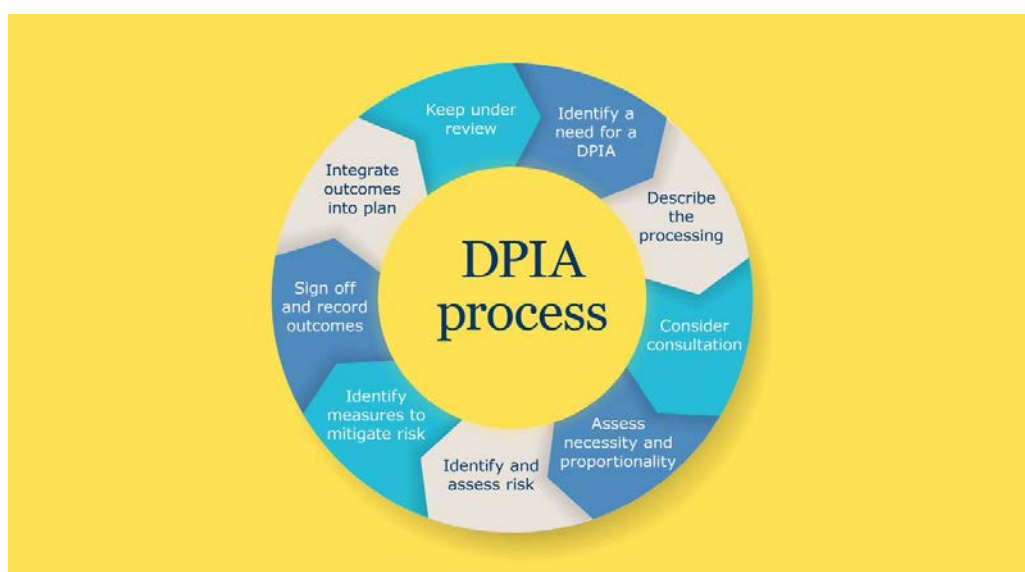 DPIA
process
Identify a
need for a
DPIA
Describe
the
processing
Consider
consultation
Assess
necessity and
proportionality
Identify and
assess risk
Identify
measures to
mitigate risk
Sign off
and record
outcomes
Integrate
outcomes
into plan
Keep under
review